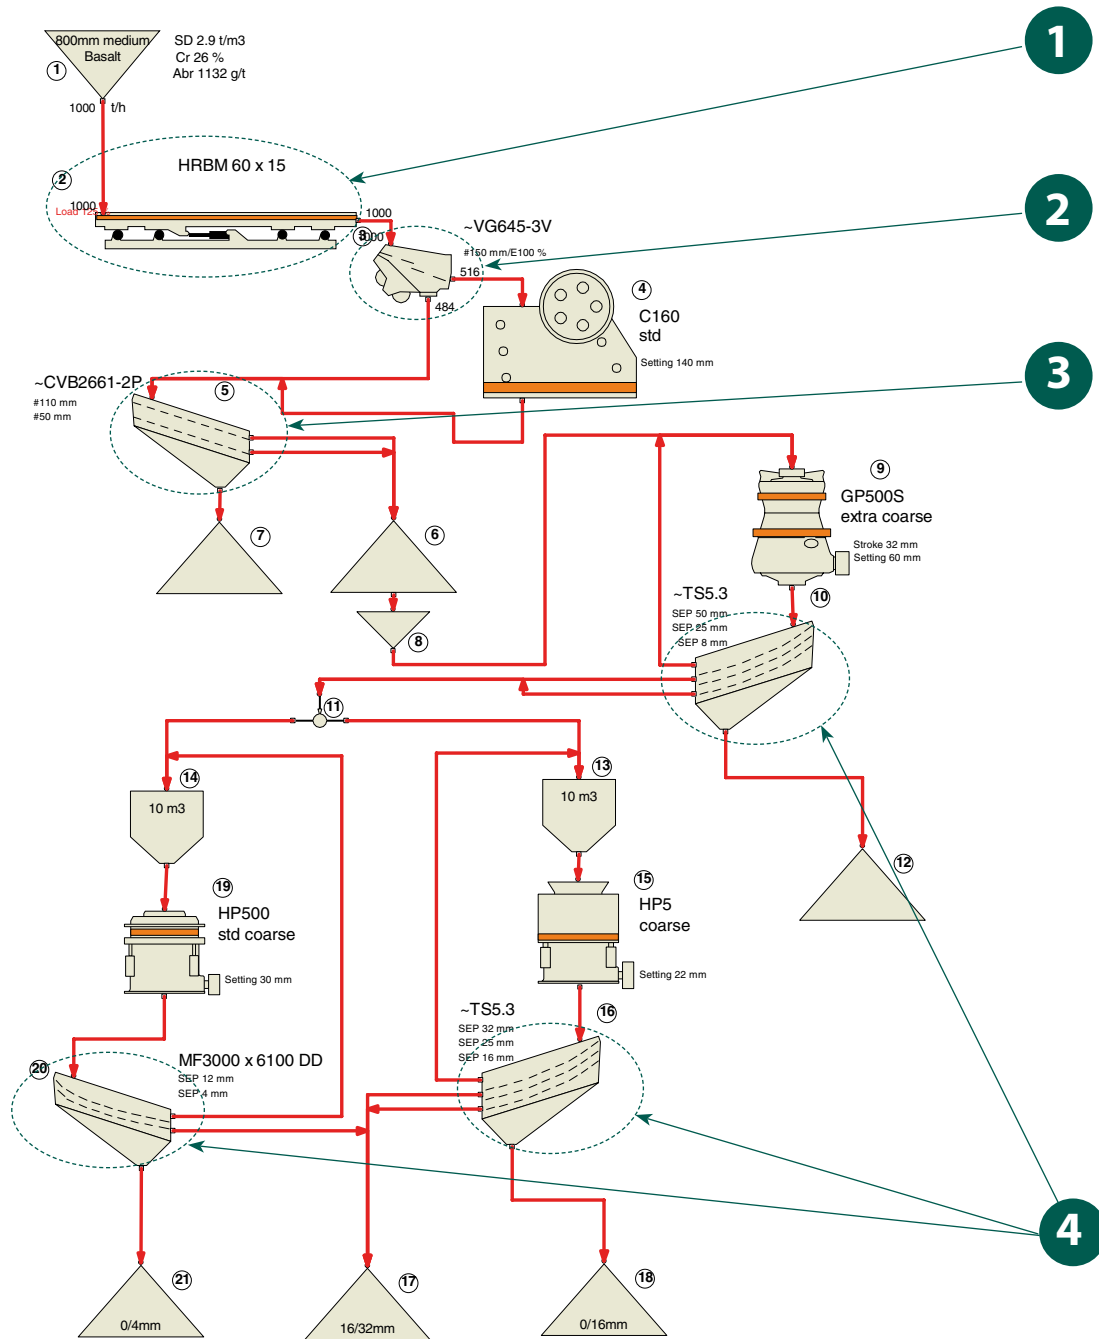 1
800mm medium
Basalt
SD 2.9 t/m3
Cr 26 %
Abr 1132 g/t
1
1000 t/h
HRBM 60 x 15
2
1000
Load 125
1000
3
1000
2
~VG645-3V
#150 mm/E100 %
516
484
4
C160
std
Setting 140 mm
3
~CVB2661-2P
#110 mm
#50 mm
5
9
GP500S
extra coarse
Stroke 32 mm
Setting 60 mm
7
6
8
10
~TS5.3
SEP 50 mm
SEP 25 mm
SEP 8 mm
11
14
10 m3
13
10 m3
12
19
HP500
std coarse
Setting 30 mm
15
HP5
coarse
Setting 22 mm
16
~TS5.3
SEP 32 mm
SEP 25 mm
SEP 16 mm
20
MF3000 x 6100 DD
SEP 12 mm
SEP 4 mm
4
21
0/4mm
17
16/32mm
18
0/16mm